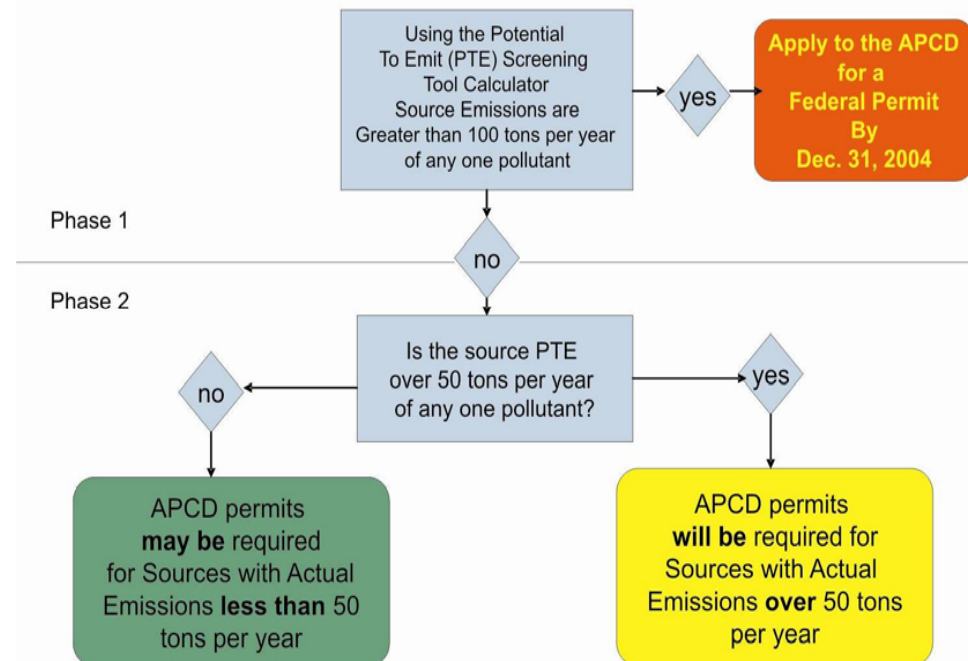 Using the Potential
To Emit (PTE) Screening
Tool Calculator
Source Emissions are
Greater than 100 tons per year
of any one pollutant
yes
Apply to the APCD
for a
Federal Permit
By
Dec. 31, 2004
Phase 1
no
Phase 2
Is the source PTE
over 50 tons per year
of any one pollutant?
no
yes
APCD permits
may be required
for Sources with Actual
Emissions less than 50
tons per year
APCD permits
will be required for
Sources with Actual
Emissions over 50 tons
per year